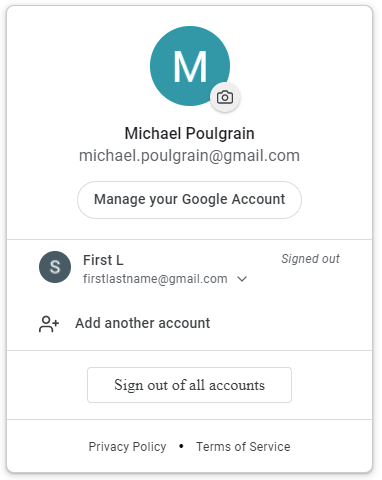 M
Michael Poulgrain
michael.poulgrain@gmail.com
Manage your Google Account
S
First L
Signed out
firstlastname@gmail.com
Add another account
Sign out of all accounts
Privacy Policy • Terms of Service